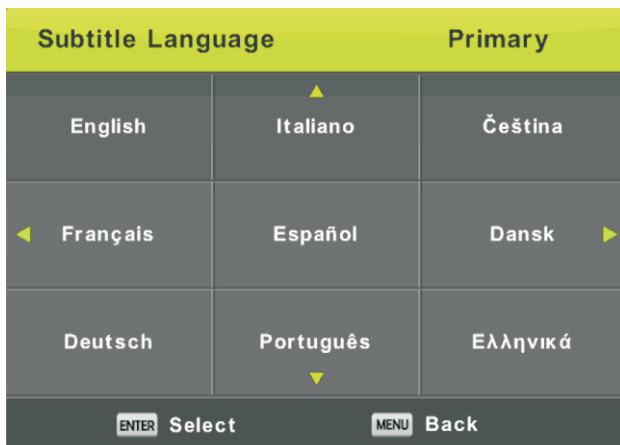 Subtitle Language Primary
English Italiano Čeština
Français Español Dansk
Deutsch Português Ελληνικά
ENTER Select MENU Back